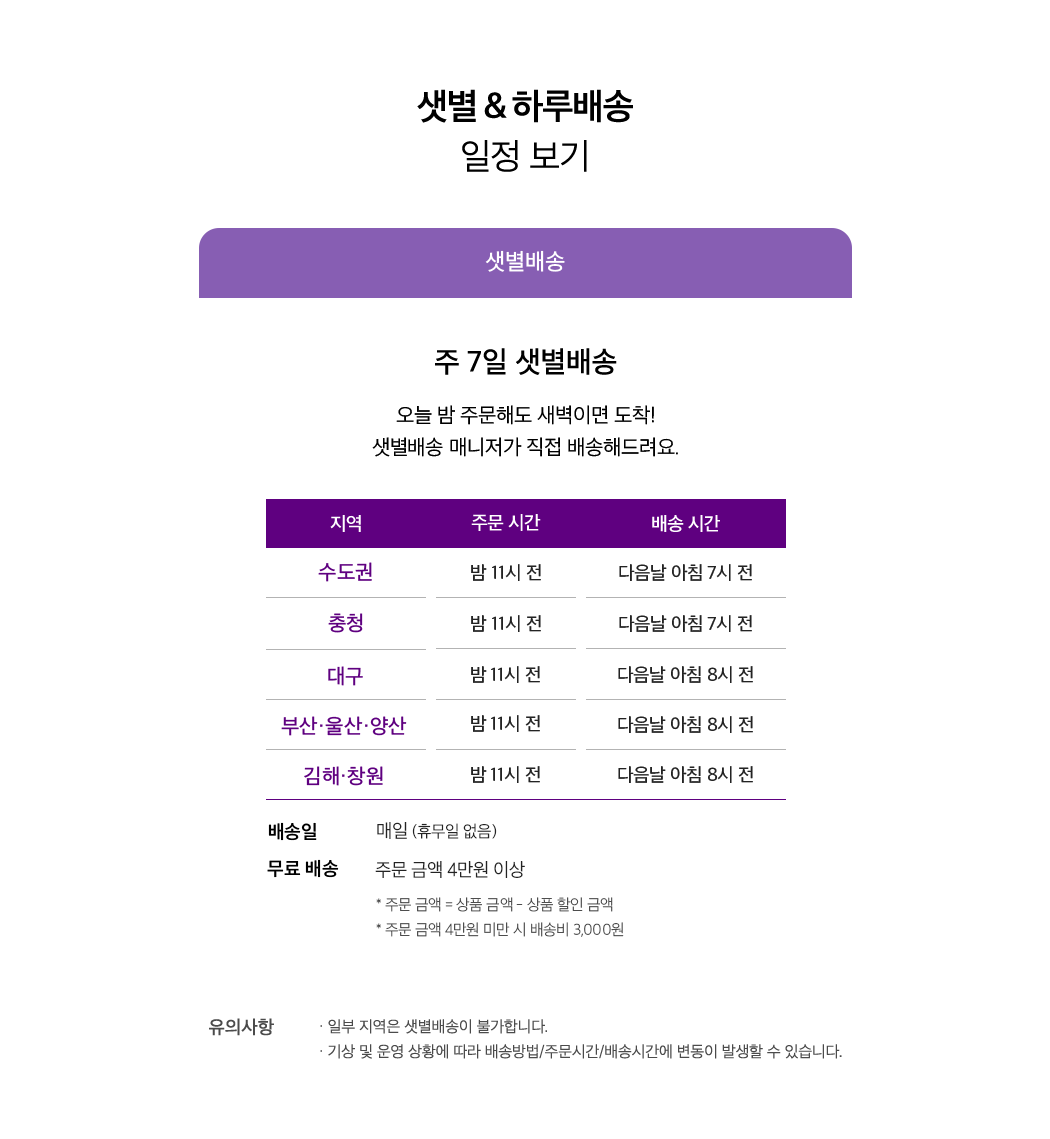 샛별 & 하루배송
일정 보기
샛별배송
주 7일 샛별배송
오늘 밤 주문해도 새벽이면 도착!
샛별배송 매니저가 직접 배송해드려요.
지역 주문 시간 배송 시간
수도권 밤 11시 전 다음날 아침 7시 전
충청 밤 11시 전 다음날 아침 7시 전
대구 밤 11시 전 다음날 아침 8시 전
부산·울산·양산 밤 11시 전 다음날 아침 8시 전
김해·창원 밤 11시 전 다음날 아침 8시 전
배송일 매일 (휴무일 없음)
무료 배송 주문 금액 4만원 이상
* 주문 금액 = 상품 금액 - 상품 할인 금액
* 주문 금액 4만원 미만 시 배송비 3,000원
유의사항 · 일부 지역은 샛별배송이 불가합니다.
· 기상 및 운영 상황에 따라 배송방법/주문시간/배송시간에 변동이 발생할 수 있습니다.